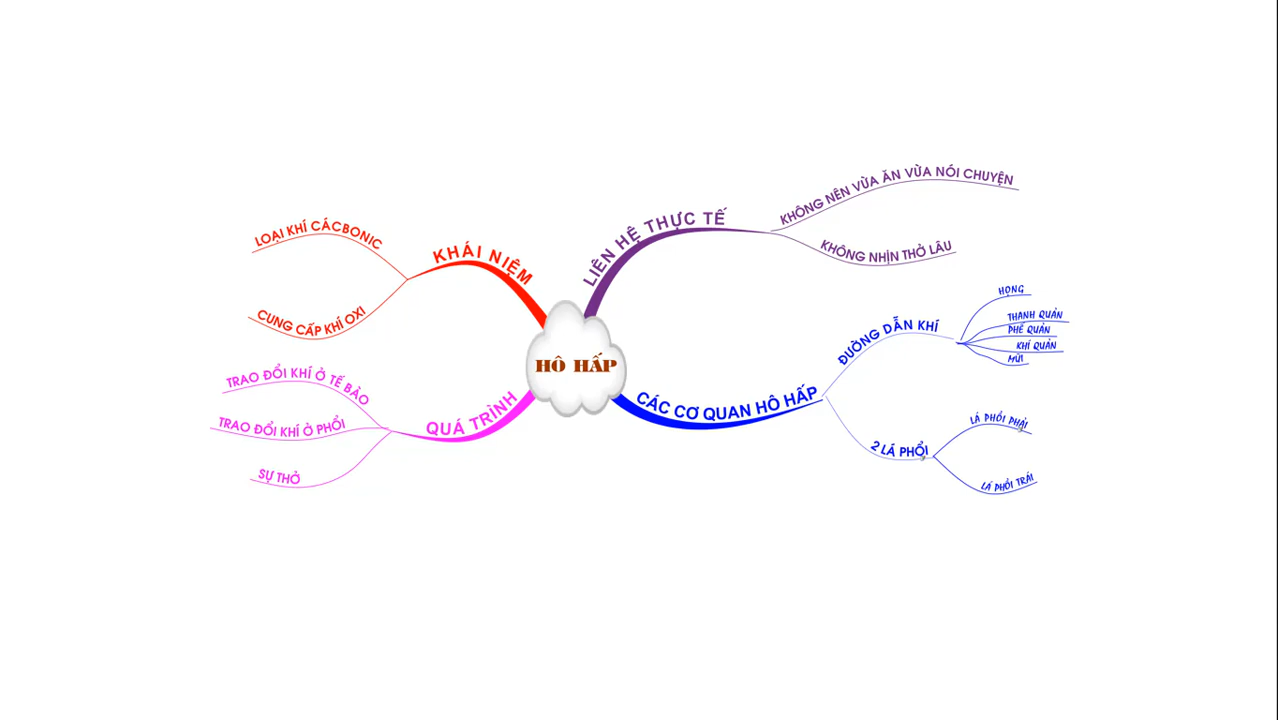 HÔ HẤP
KHÁI NIỆM
LOẠI KHÍ CÁCBONIC
CUNG CẤP KHÍ OXI
QUÁ TRÌNH
TRAO ĐỔI KHÍ Ở TẾ BÀO
TRAO ĐỔI KHÍ Ở PHỔI
SỰ THỞ
LIÊN HỆ THỰC TẾ
KHÔNG NÊN VỪA ĂN VỪA NÓI CHUYỆN
KHÔNG NHỊN THỞ LÂU
CÁC CƠ QUAN HÔ HẤP
ĐƯỜNG DẪN KHÍ
HỌNG
THANH QUẢN
PHẾ QUẢN
KHÍ QUẢN
MŨI
2 LÁ PHỔI
LÁ PHỔI PHẢI
LÁ PHỔI TRÁI